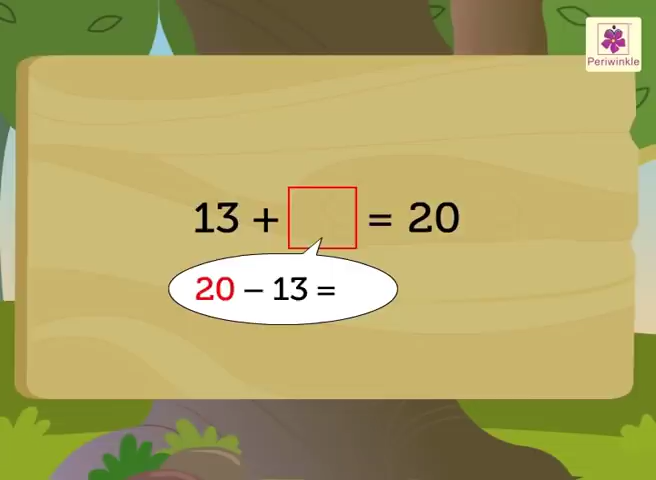 Periwinkle
13 + = 20
20 – 13 =